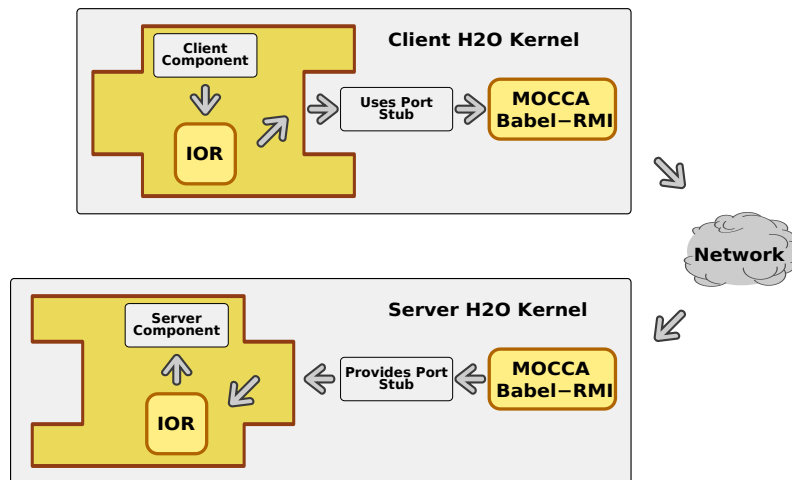 Client H2O Kernel
Client
Component
IOR
Uses Port
Stub
MOCCA
Babel−RMI
Network
Server H2O Kernel
Server
Component
IOR
Provides Port
Stub
MOCCA
Babel−RMI